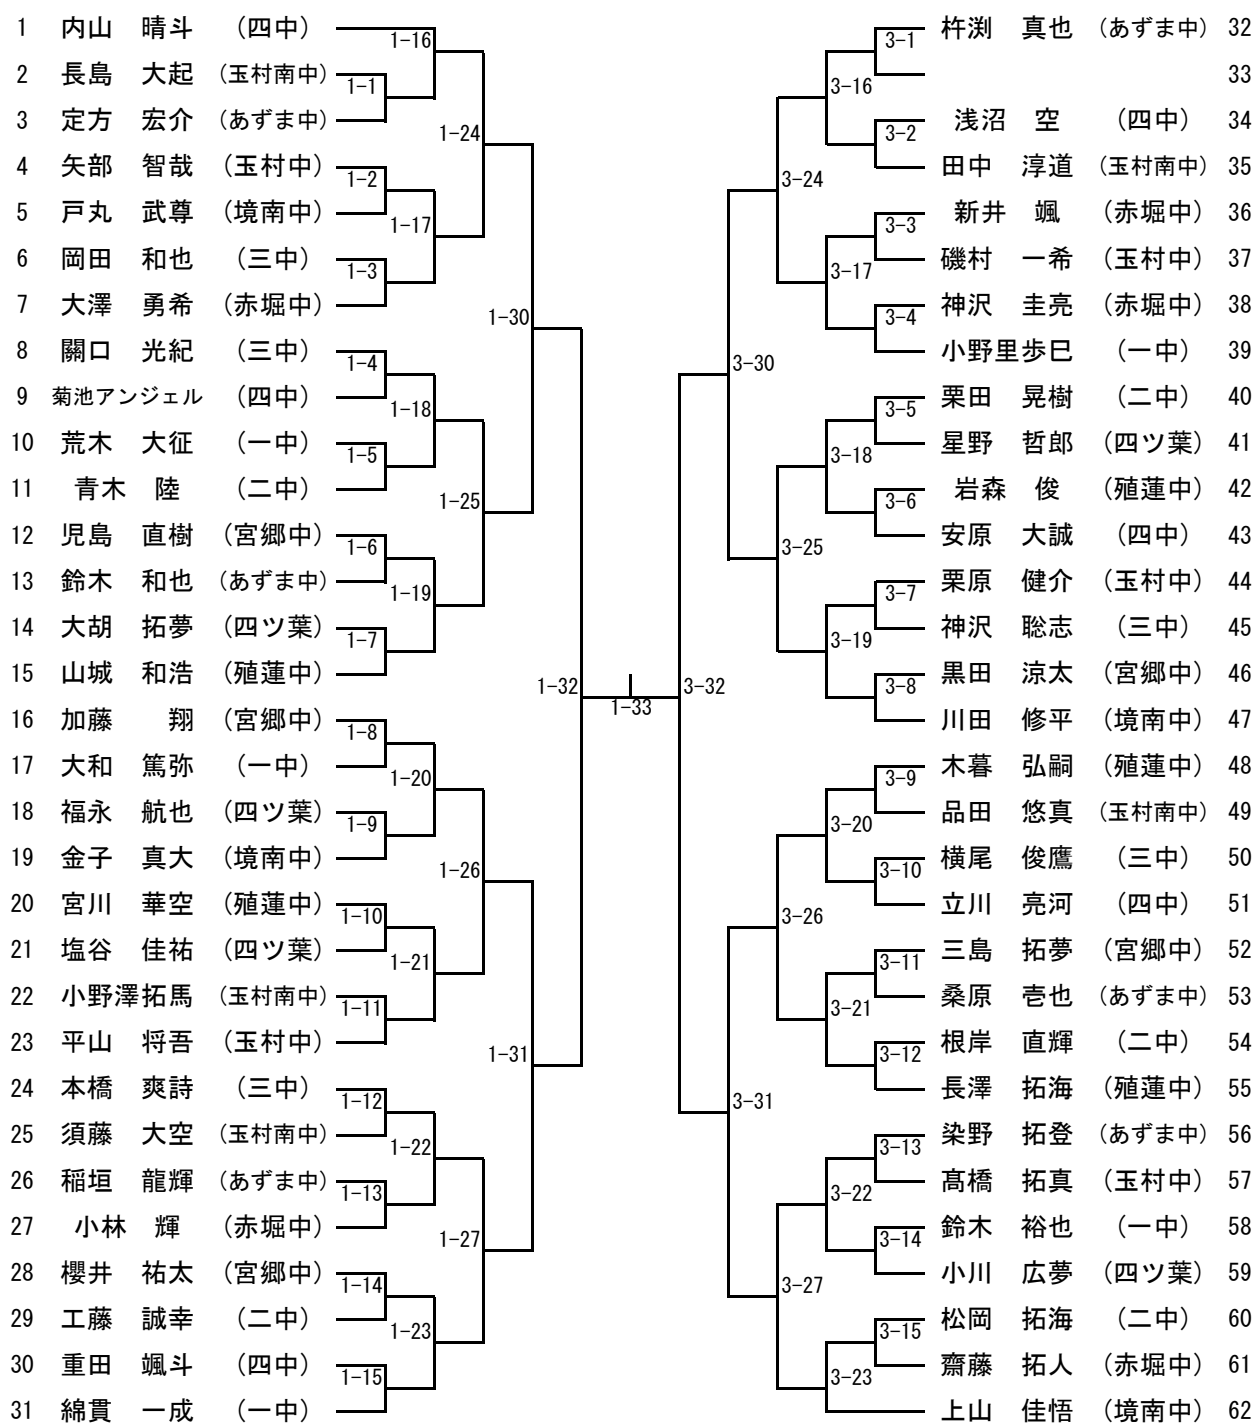 1 内山 晴斗 (四中)
2 長島 大起 (玉村南中)
3 定方 宏介 (あずま中)
4 矢部 智哉 (玉村中)
5 戸丸 武尊 (境南中)
6 岡田 和也 (三中)
7 大澤 勇希 (赤堀中)
8 關口 光紀 (三中)
9 菊池アンジェル (四中)
10 荒木 大征 (一中)
11 青木 陸 (二中)
12 児島 直樹 (宮郷中)
13 鈴木 和也 (あずま中)
14 大胡 拓夢 (四ツ葉)
15 山城 和浩 (殖蓮中)
16 加藤 翔 (宮郷中)
17 大和 篤弥 (一中)
18 福永 航也 (四ツ葉)
19 金子 真大 (境南中)
20 宮川 華空 (殖蓮中)
21 塩谷 佳祐 (四ツ葉)
22 小野澤拓馬 (玉村南中)
23 平山 将吾 (玉村中)
24 本橋 爽詩 (三中)
25 須藤 大空 (玉村南中)
26 稲垣 龍輝 (あずま中)
27 小林 輝 (赤堀中)
28 櫻井 祐太 (宮郷中)
29 工藤 誠幸 (二中)
30 重田 颯斗 (四中)
31 綿貫 一成 (一中)
1-1
1-2
1-3
1-4
1-5
1-6
1-7
1-8
1-9
1-10
1-11
1-12
1-13
1-14
1-15
1-16
1-17
1-18
1-19
1-20
1-21
1-22
1-23
1-24
1-25
1-26
1-27
1-30
1-31
1-32
1-33
3-32
3-30
3-31
3-24
3-25
3-26
3-27
3-16
3-17
3-18
3-19
3-20
3-21
3-22
3-23
3-1
3-2
3-3
3-4
3-5
3-6
3-7
3-8
3-9
3-10
3-11
3-12
3-13
3-14
3-15
杵渕 真也 (あずま中) 32
33
浅沼 空 (四中) 34
田中 淳道 (玉村南中) 35
新井 颯 (赤堀中) 36
磯村 一希 (玉村中) 37
神沢 圭亮 (赤堀中) 38
小野里歩巳 (一中) 39
栗田 晃樹 (二中) 40
星野 哲郎 (四ツ葉) 41
岩森 俊 (殖蓮中) 42
安原 大誠 (四中) 43
栗原 健介 (玉村中) 44
神沢 聡志 (三中) 45
黒田 涼太 (宮郷中) 46
川田 修平 (境南中) 47
木暮 弘嗣 (殖蓮中) 48
品田 悠真 (玉村南中) 49
横尾 俊鷹 (三中) 50
立川 亮河 (四中) 51
三島 拓夢 (宮郷中) 52
桑原 壱也 (あずま中) 53
根岸 直輝 (二中) 54
長澤 拓海 (殖蓮中) 55
染野 拓登 (あずま中) 56
髙橋 拓真 (玉村中) 57
鈴木 裕也 (一中) 58
小川 広夢 (四ツ葉) 59
松岡 拓海 (二中) 60
齋藤 拓人 (赤堀中) 61
上山 佳悟 (境南中) 62